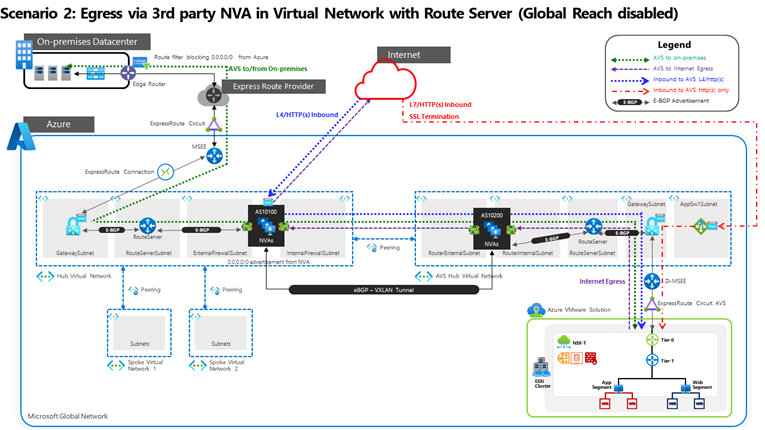 Scenario 2: Egress via 3rd party NVA in Virtual Network with Route Server (Global Reach disabled)
On-premises Datacenter
Route filter blocking 0.0.0.0/0 from Azure
AVS to/from On-premises
Edge Router
Express Route Provider
Internet
Legend
AVS to on-premises
AVS to Internet Egress
Inbound to AVS L4/http(s)
Inbound to AVS http(s) only
E-BGP
E-BGP Advertisement
L4/HTTP(s) Inbound
L7/HTTP(s) Inbound
SSL Termination
Azure
ExpressRoute Circuit
MSEE
ExpressRoute Connection
AS10100
NVAs
E-BGP
RouteServer
E-BGP
GatewaySubnet
RouteServerSubnet
ExternalFirewallSubnet
InternalFirewallSubnet
0.0.0.0/0 advertisement from NVA
Hub Virtual Network
Peering
AS10200
NVAs
GatewaySubnet
AppGw1Subnet
E-BGP
E-BGP
RouteServer
RouterExternalSubnet
RouterInternalSubnet
RouteServerSubnet
AVS Hub Virtual Network
Peering
Peering
eBGP – VXLAN Tunnel
Internet Egress
D-MSEE
ExpressRoute Circuit AVS
Azure VMware Solution
Subnets
Subnets
Spoke Virtual
Network 1
Spoke Virtual
Network 2
NSX-T
Tier-0
Tier-1
ESXi
Cluster
App
Segment
Web
Segment
Microsoft Global Network